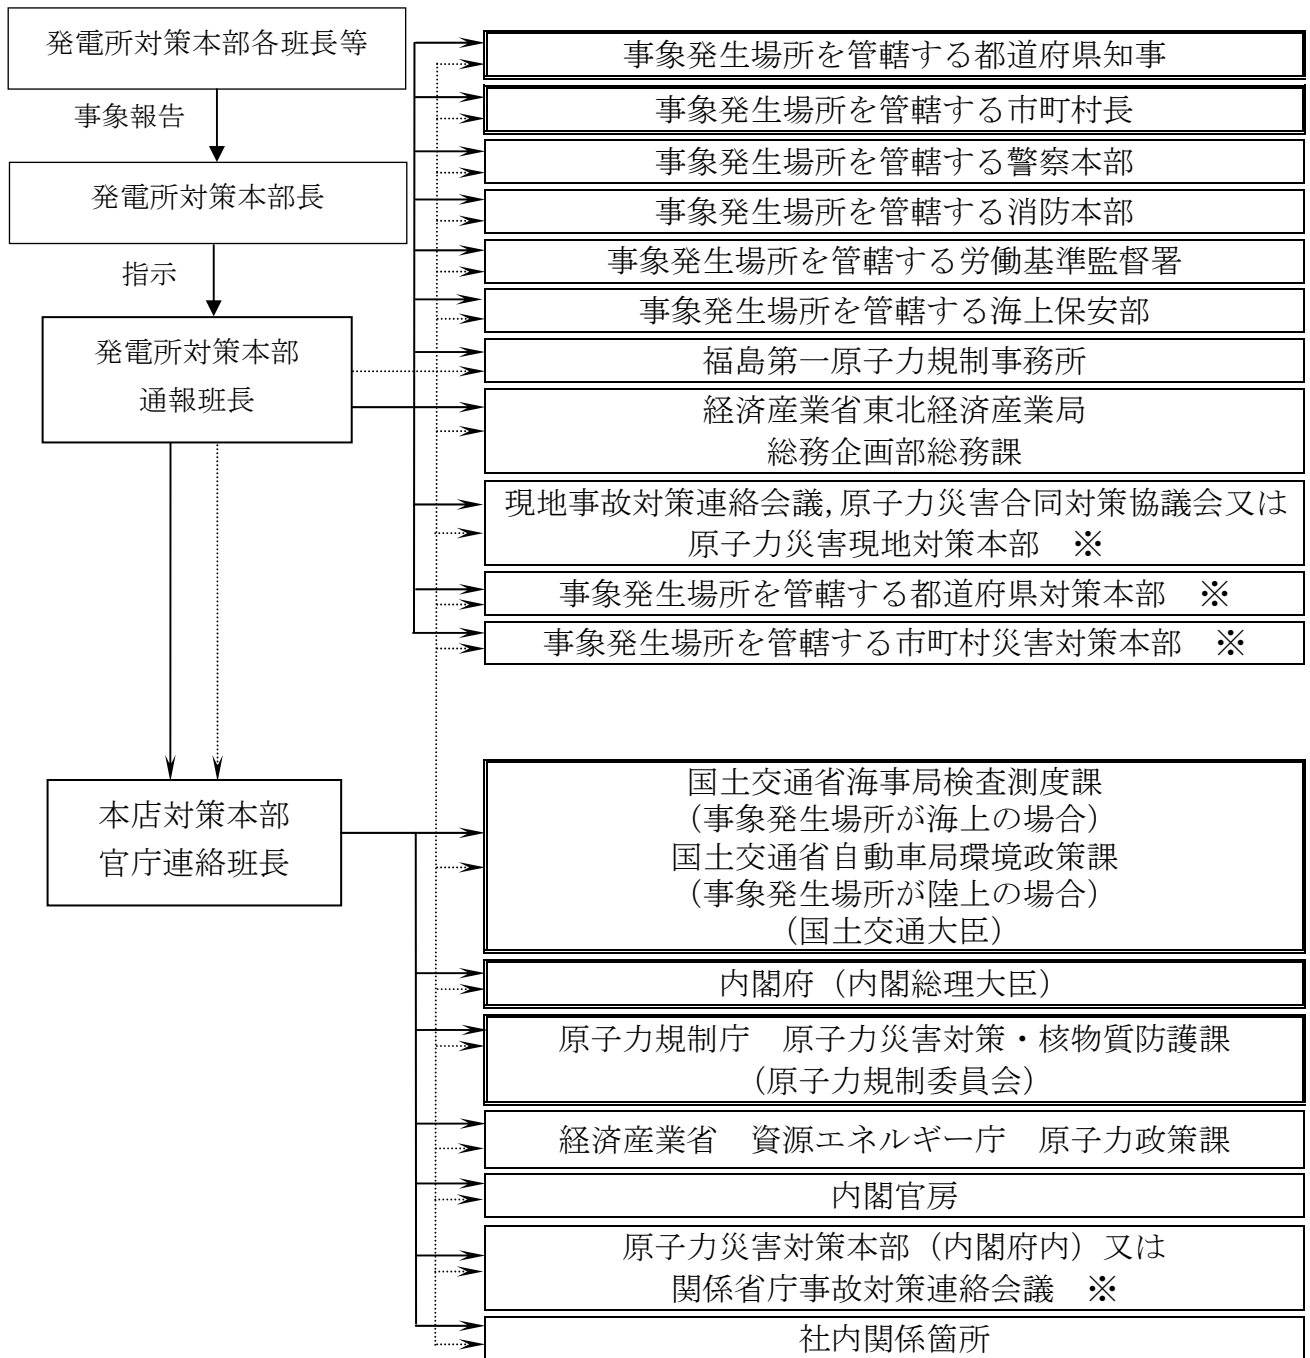 発電所対策本部各班長等
事象報告
発電所対策本部長
指示
発電所対策本部
通報班長
本店対策本部
官庁連絡班長
事象発生場所を管轄する都道府県知事
事象発生場所を管轄する市町村長
事象発生場所を管轄する警察本部
事象発生場所を管轄する消防本部
事象発生場所を管轄する労働基準監督署
事象発生場所を管轄する海上保安部
福島第一原子力規制事務所
経済産業省東北経済産業局
総務企画部総務課
現地事故対策連絡会議,原子力災害合同対策協議会又は
原子力災害現地対策本部　※
事象発生場所を管轄する都道府県対策本部　※
事象発生場所を管轄する市町村災害対策本部　※
国土交通省海事局検査測度課
（事象発生場所が海上の場合）
国土交通省自動車局環境政策課
（事象発生場所が陸上の場合）
（国土交通大臣）
内閣府（内閣総理大臣）
原子力規制庁　原子力災害対策・核物質防護課
（原子力規制委員会）
経済産業省　資源エネルギー庁　原子力政策課
内閣官房
原子力災害対策本部（内閣府内）又は
関係省庁事故対策連絡会議　※
社内関係箇所